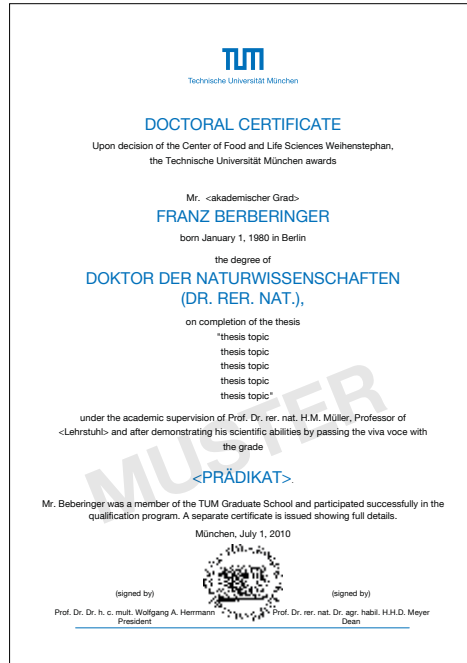 TUM
Technische Universität München
DOCTORAL CERTIFICATE
Upon decision of the Center of Food and Life Sciences Weihenstephan,
the Technische Universität München awards
Mr. <akademischer Grad>
FRANZ BERBERINGER
born January 1, 1980 in Berlin
the degree of
DOKTOR DER NATURWISSENSCHAFTEN
(DR. RER. NAT.),
on completion of the thesis
"thesis topic
thesis topic
thesis topic
thesis topic
thesis topic"
under the academic supervision of Prof. Dr. rer. nat. H.M. Müller, Professor of
<Lehrstuhl> and after demonstrating his scientific abilities by passing the viva voce with
the grade
MUSTER
<PRÄDIKAT>.
Mr. Beberinger was a member of the TUM Graduate School and participated successfully in the
qualification program. A separate certificate is issued showing full details.
München, July 1, 2010
(signed by) (signed by)
Prof. Dr. Dr. h. c. mult. Wolfgang A. Herrmann Prof. Dr. rer. nat. Dr. agr. habil. H.H.D. Meyer
President Dean